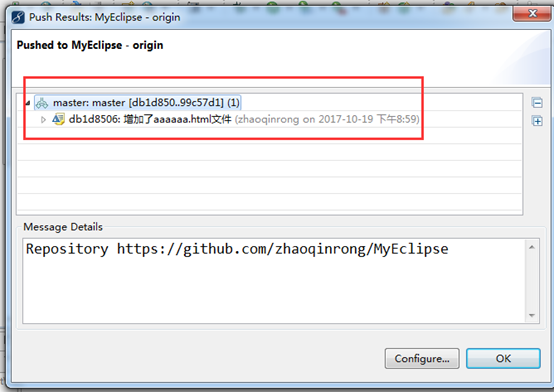 Push Results: MyEclipse - origin
Pushed to MyEclipse - origin
master: master [db1d850..99c57d1] (1)
db1d8506: 增加了aaaaaa.html文件 (zhaoqinrong on 2017-10-19 下午8:59)
Message Details
Repository https://github.com/zhaoqinrong/MyEclipse
Configure...
OK